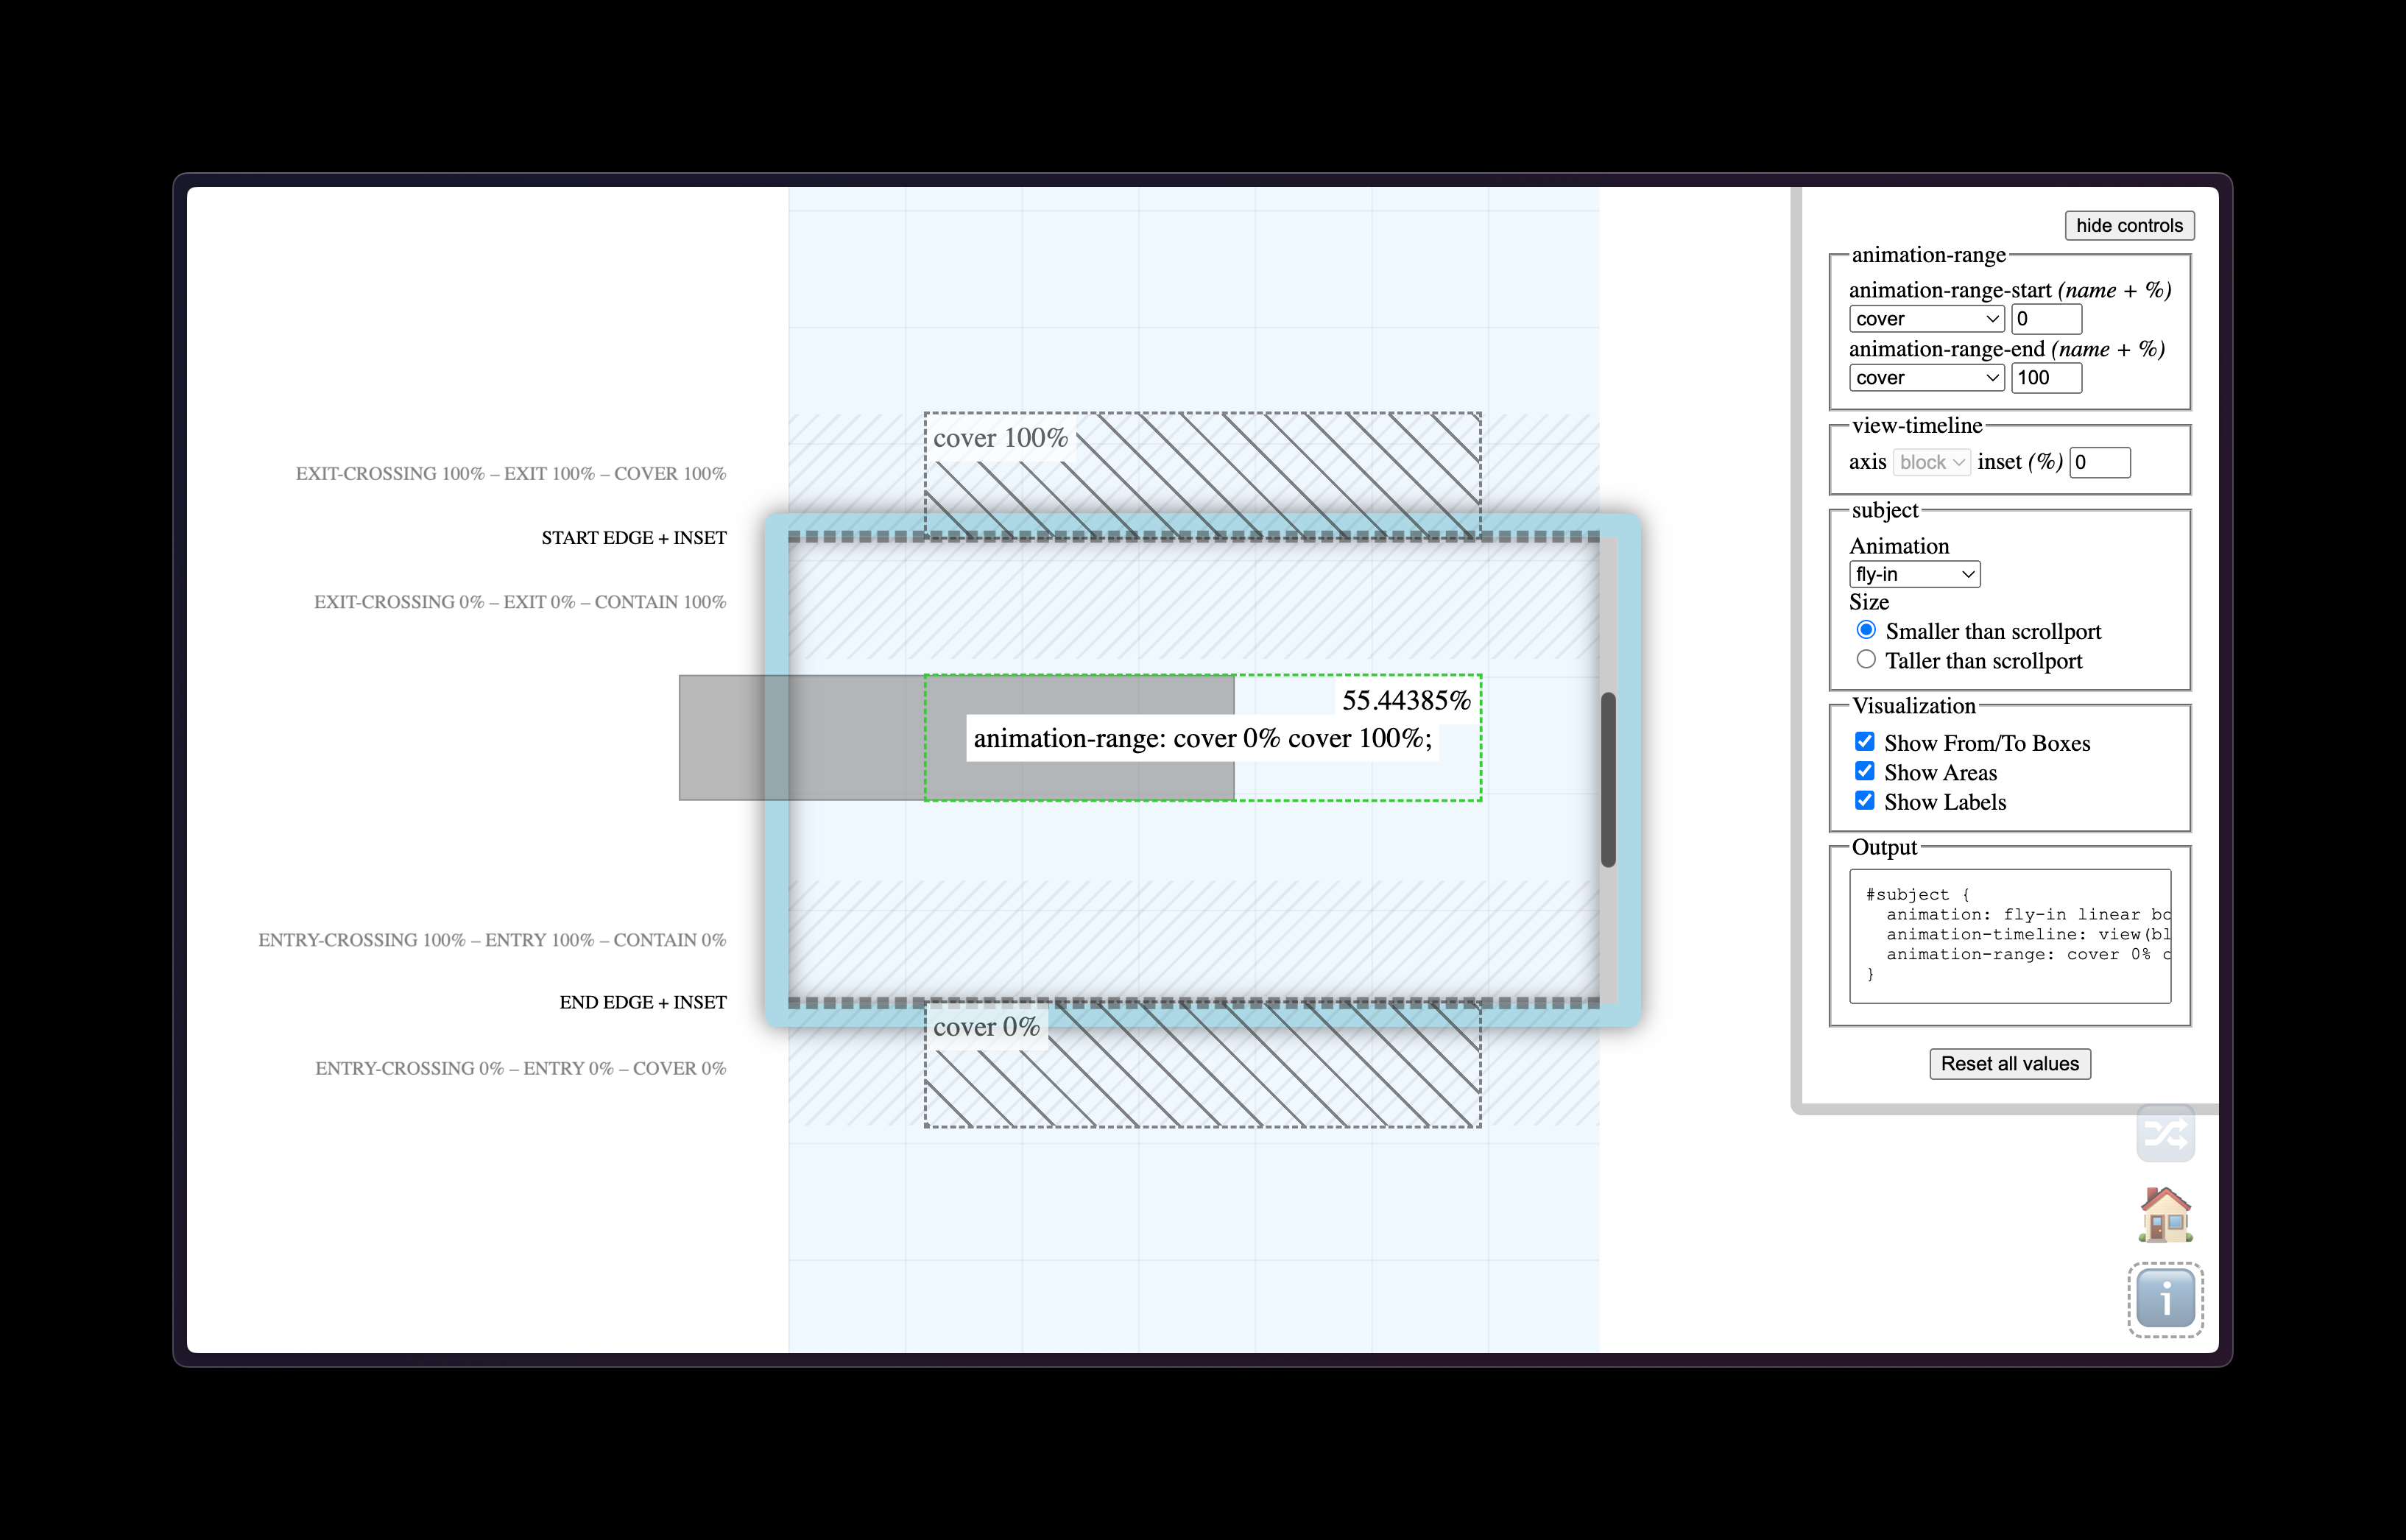 hide controls
animation-range
animation-range-start (name + %)
cover 0
animation-range-end (name + %)
cover 100
view-timeline
axis block inset (%) 0
subject
Animation
fly-in
Size
Smaller than scrollport
Taller than scrollport
Visualization
Show From/To Boxes
Show Areas
Show Labels
Output
#subject {
animation: fly-in linear bo
animation-timeline: view(bl
animation-range: cover 0% c
}
Reset all values
cover 100%
EXIT-CROSSING 100% – EXIT 100% – COVER 100%
START EDGE + INSET
EXIT-CROSSING 0% – EXIT 0% – CONTAIN 100%
55.44385%
animation-range: cover 0% cover 100%;
ENTRY-CROSSING 100% – ENTRY 100% – CONTAIN 0%
END EDGE + INSET
cover 0%
ENTRY-CROSSING 0% – ENTRY 0% – COVER 0%